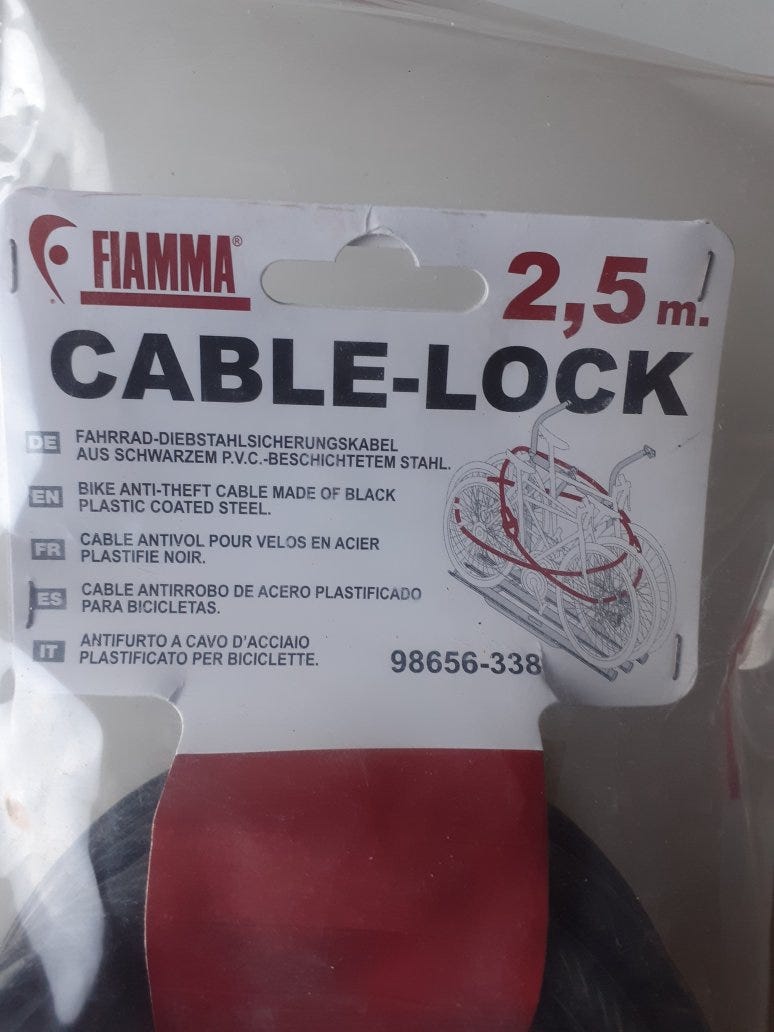 FIAMMA®
2,5 m.
CABLE-LOCK
DE FAHRRAD-DIEBSTAHLSICHERUNGSKABEL
AUS SCHWARZEM P.V.C.-BESCHICHTETEM STAHL.
EN BIKE ANTI-THEFT CABLE MADE OF BLACK
PLASTIC COATED STEEL.
FR CABLE ANTIVOL POUR VELOS EN ACIER
PLASTIFIE NOIR.
ES CABLE ANTIRROBO DE ACERO PLASTIFICADO
PARA BICICLETAS.
IT ANTIFURTO A CAVO D'ACCIAIO
PLASTIFICATO PER BICICLETTE.
98656-338